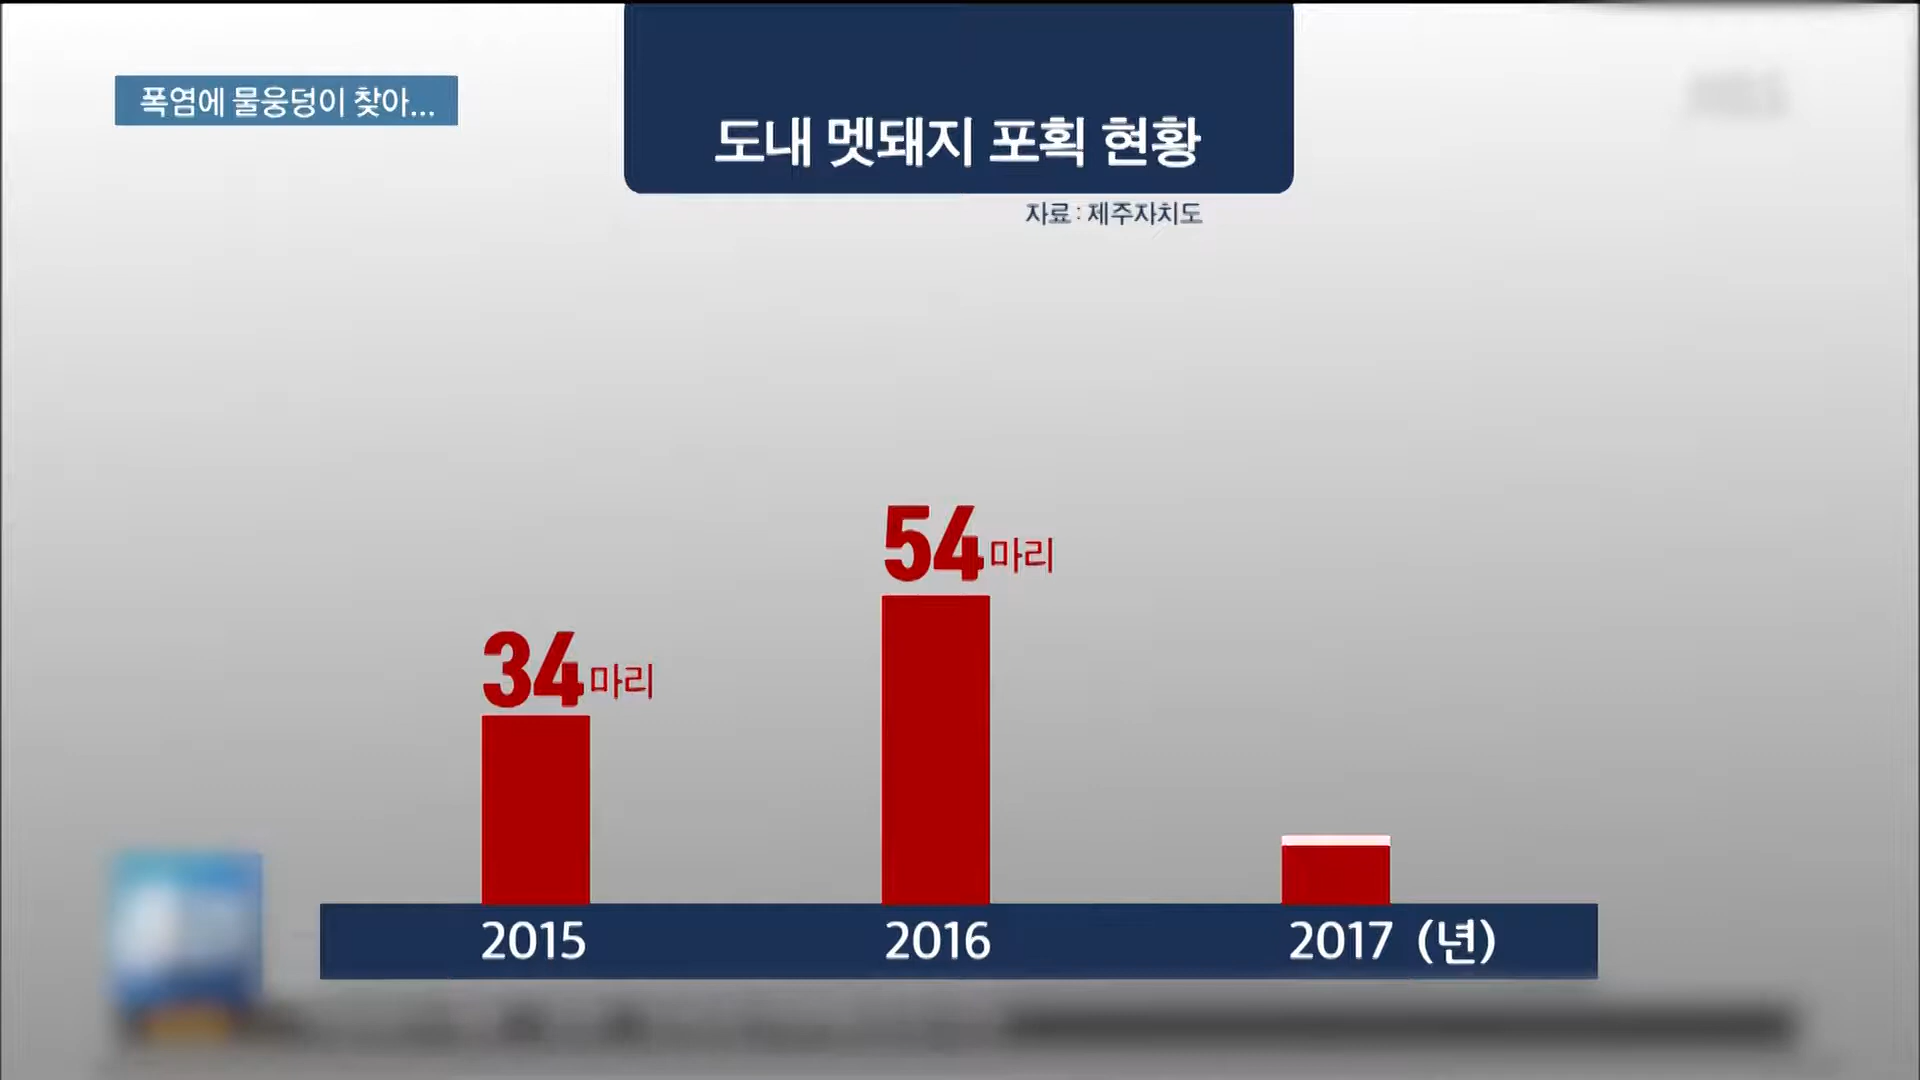 폭염에 물웅덩이 찾아...
도내 멧돼지 포획 현황
자료 : 제주자치도
54마리
34마리
2015 2016 2017 (년)